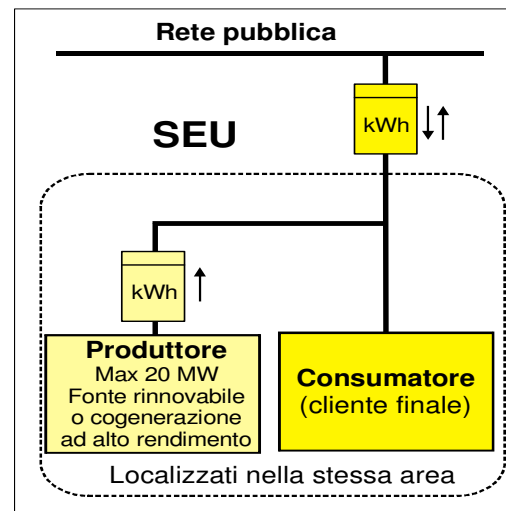 Rete pubblica
kWh
SEU
kWh
Produttore
Max 20 MW
Fonte rinnovabile
o cogenerazione
ad alto rendimento
Consumatore
(cliente finale)
Localizzati nella stessa area